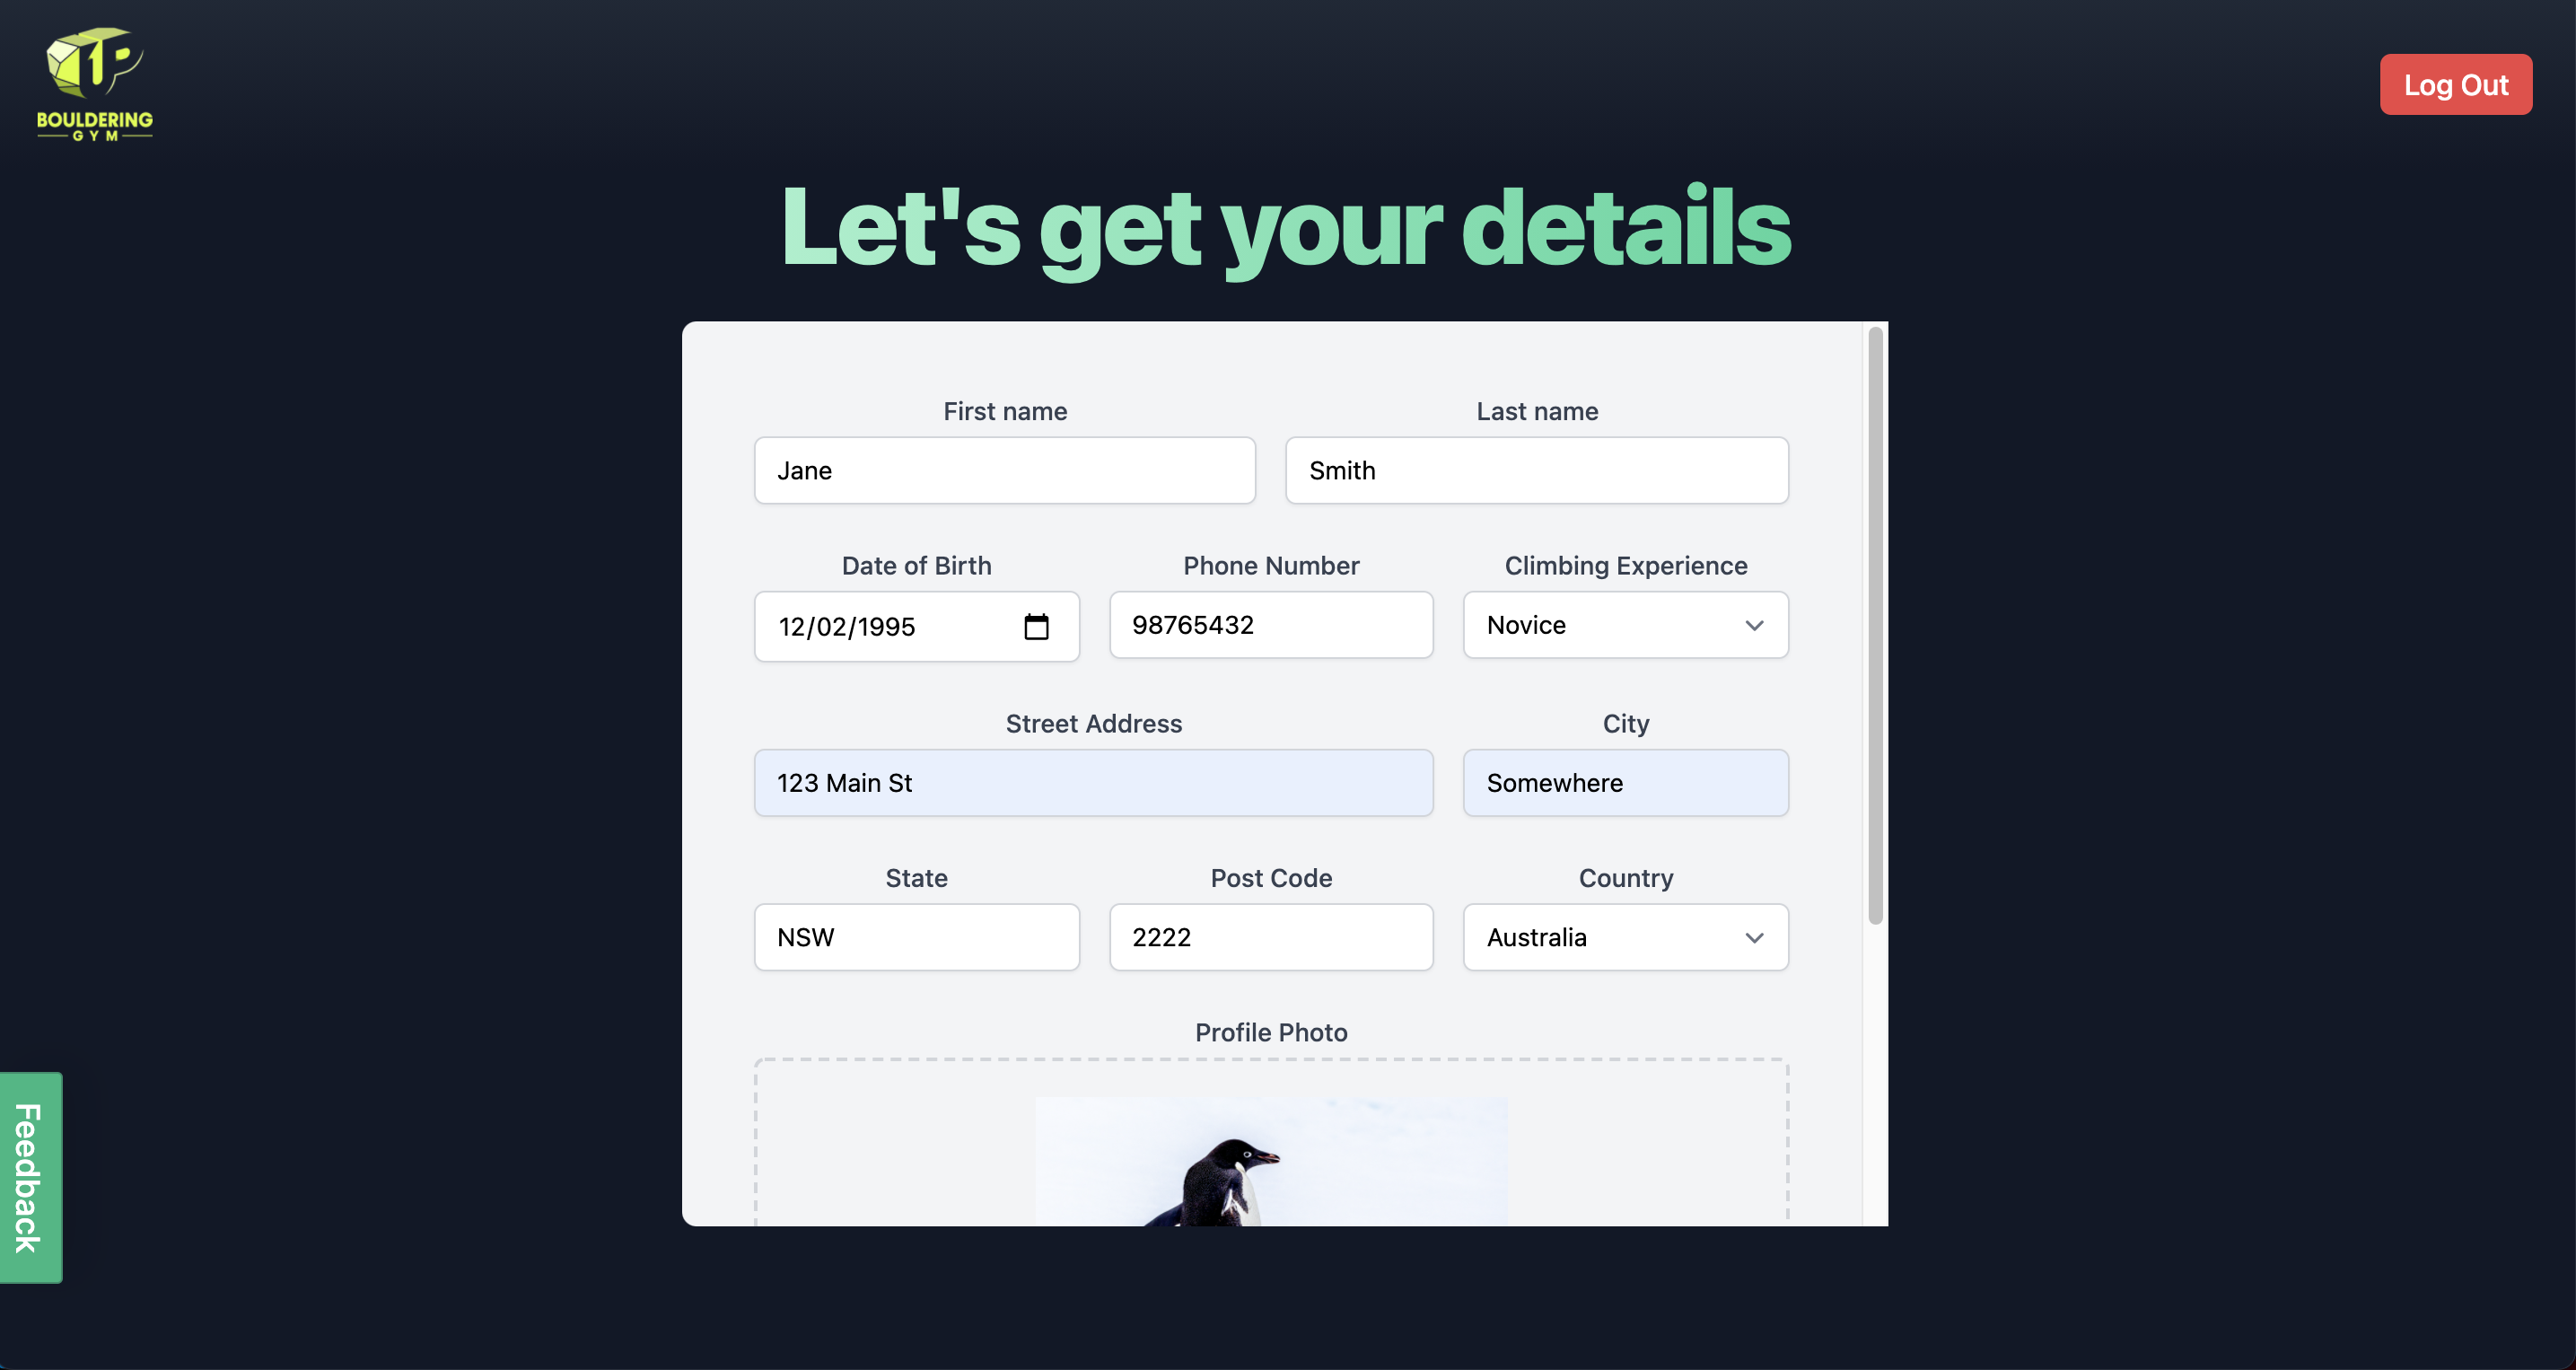 1P
BOULDERING
GYM
Log Out
Let's get your details
First name
Last name
Jane
Smith
Date of Birth
Phone Number
Climbing Experience
12/02/1995
98765432
Novice
Street Address
City
123 Main St
Somewhere
State
Post Code
Country
NSW
2222
Australia
Profile Photo
Feedback